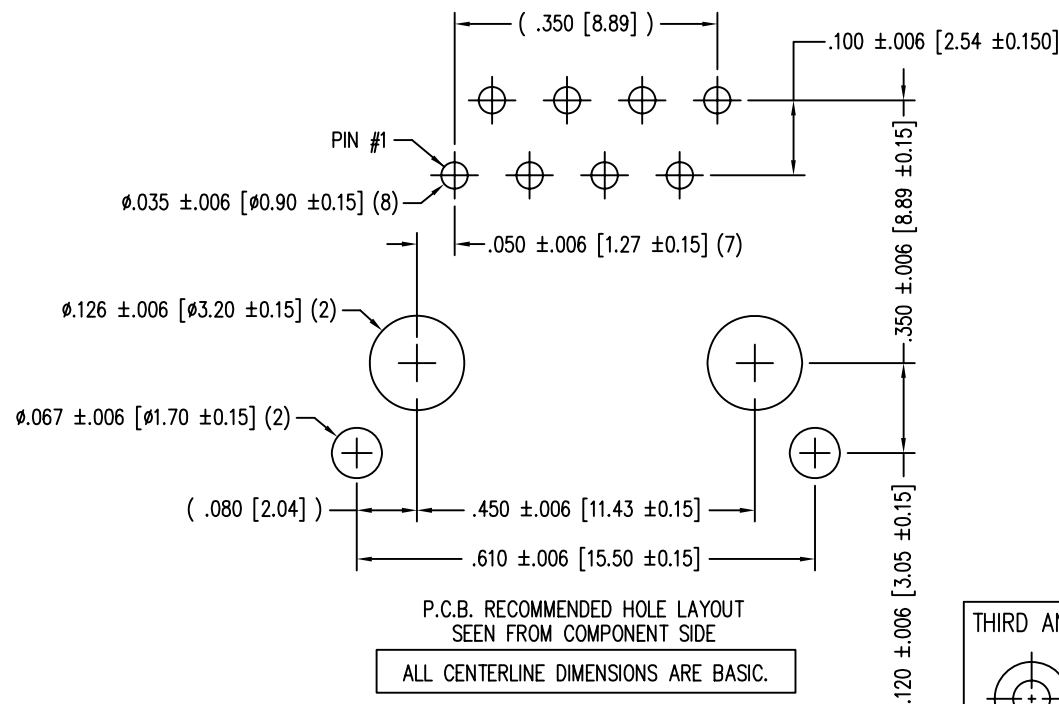 ( .350 [8.89] )
.100 ±.006 [2.54 ±0.150]
PIN #1
ø.035 ±.006 [ø0.90 ±0.15] (8)
.050 ±.006 [1.27 ±0.15] (7)
.350 ±.006 [8.89 ±0.15]
ø.126 ±.006 [ø3.20 ±0.15] (2)
ø.067 ±.006 [ø1.70 ±0.15] (2)
( .080 [2.04] )
.450 ±.006 [11.43 ±0.15]
.610 ±.006 [15.50 ±0.15]
.120 ±.006 [3.05 ±0.15]
P.C.B. RECOMMENDED HOLE LAYOUT
SEEN FROM COMPONENT SIDE
ALL CENTERLINE DIMENSIONS ARE BASIC.
THIRD AN